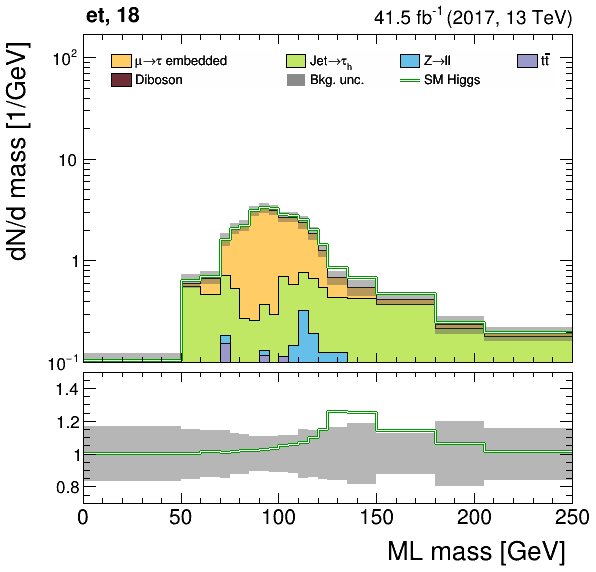 et, 18
41.5 fb⁻¹ (2017, 13 TeV)
dN/d mass [1/GeV]
μ→τ embedded
Jet→τₕ
Z→ll
tt̄
Diboson
Bkg. unc.
SM Higgs
10²
10
1
10⁻¹
1.4
1.2
1
0.8
0 50 100 150 200 250
ML mass [GeV]